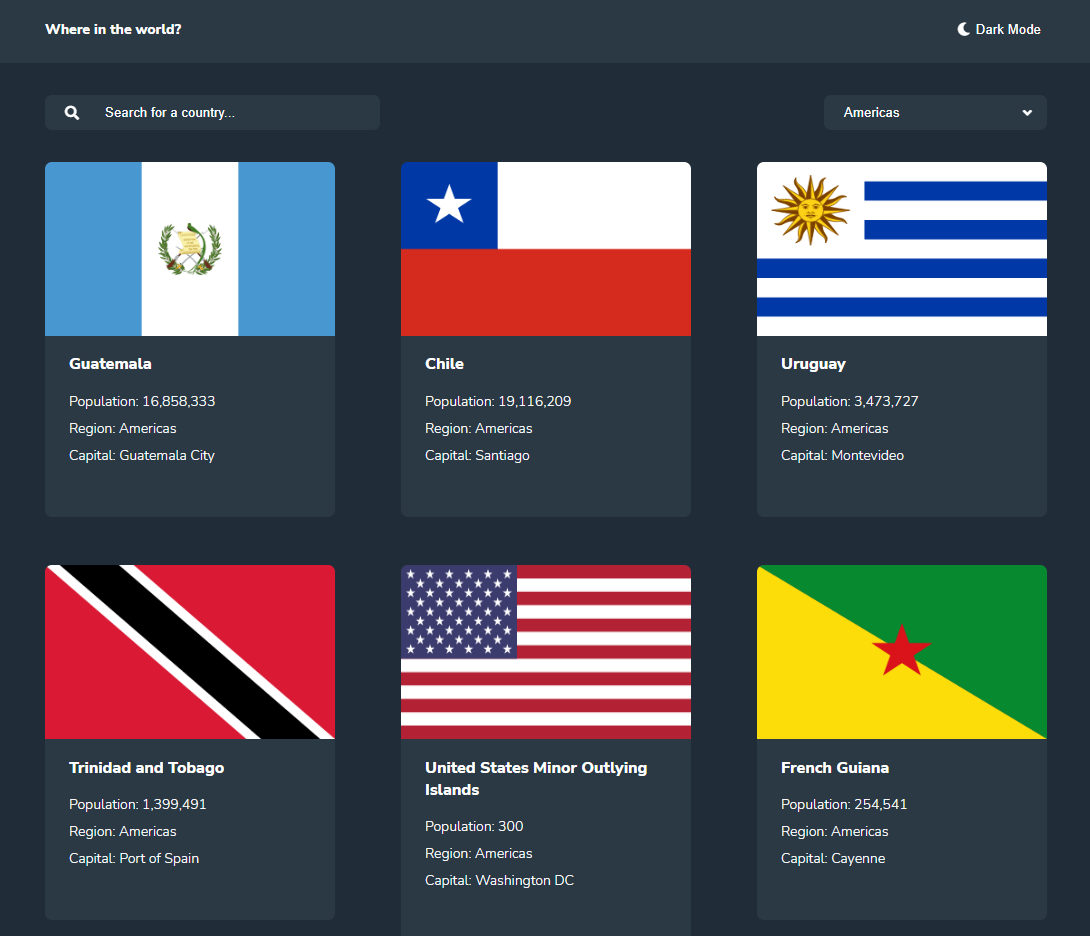 Where in the world?
Dark Mode
Search for a country...
Americas
Guatemala
Population: 16,858,333
Region: Americas
Capital: Guatemala City
Chile
Population: 19,116,209
Region: Americas
Capital: Santiago
Uruguay
Population: 3,473,727
Region: Americas
Capital: Montevideo
Trinidad and Tobago
Population: 1,399,491
Region: Americas
Capital: Port of Spain
United States Minor Outlying
Islands
Population: 300
Region: Americas
Capital: Washington DC
French Guiana
Population: 254,541
Region: Americas
Capital: Cayenne